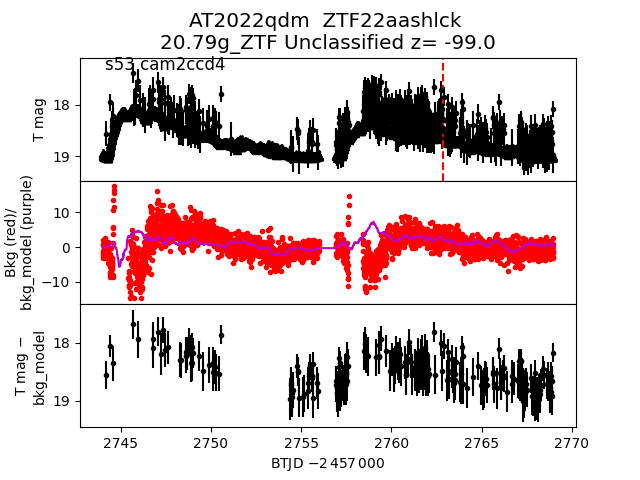 AT2022qdm  ZTF22aashlck
20.79g_ZTF Unclassified z= -99.0
s53 cam2ccd4
T mag
18
19
Bkg (red)/
bkg_model (purple)
10
0
−10
T mag −
bkg_model
18
19
2745 2750 2755 2760 2765 2770
BTJD −2 457 000